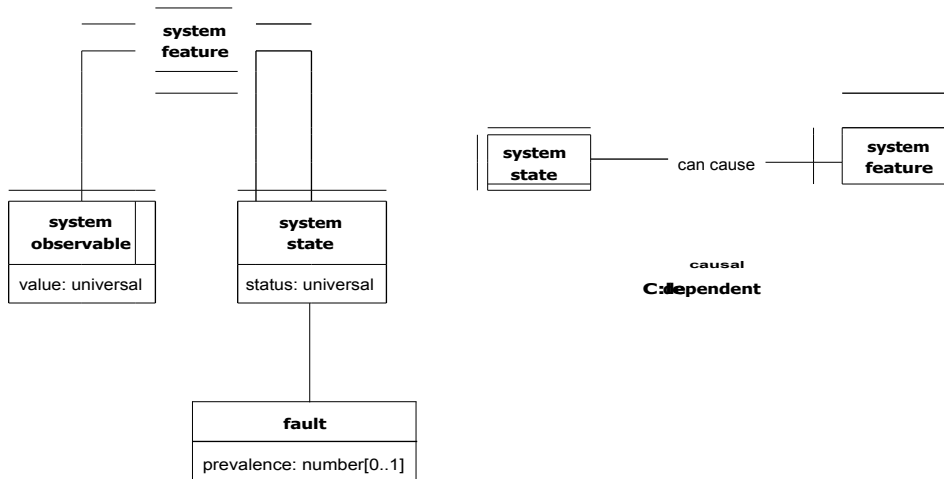 system
feature
system
observable
value: universal
system
state
status: universal
fault
prevalence: number[0..1]
system
state
can cause
system
feature
causal
dependent